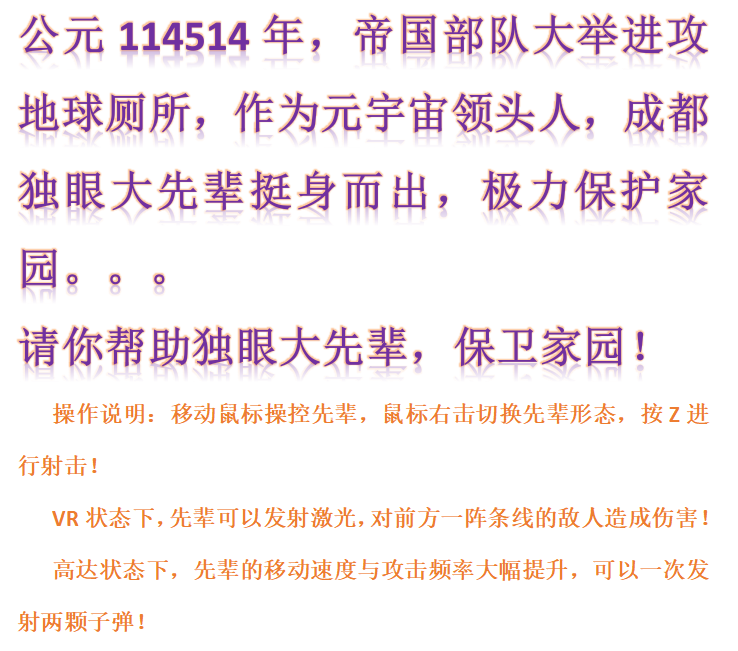 公元 114514 年，帝国部队大举进攻
地球厕所，作为元宇宙领头人，成都
独眼大先辈挺身而出，极力保护家
园。。。
请你帮助独眼大先辈，保卫家园！
操作说明：移动鼠标操控先辈，鼠标右击切换先辈形态，按 Z 进
行射击！
VR 状态下，先辈可以发射激光，对前方一阵条线的敌人造成伤害！
高达状态下，先辈的移动速度与攻击频率大幅提升，可以一次发
射两颗子弹！